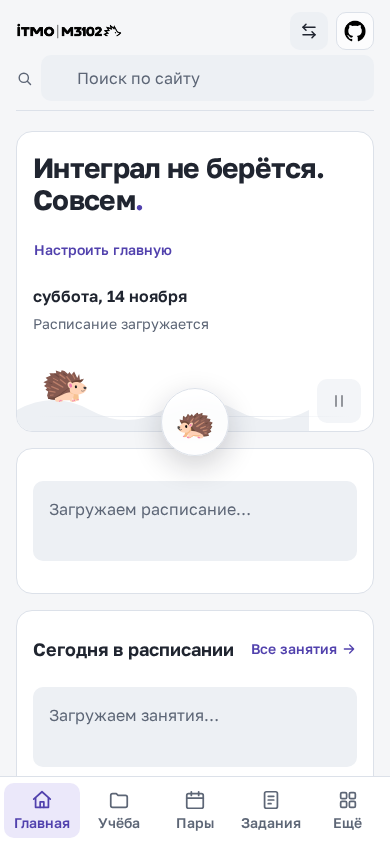 iTMO | M3102
Поиск по сайту
Интеграл не берётся.
Совсем.
Настроить главную
суббота, 14 ноября
Расписание загружается
Загружаем расписание...
Сегодня в расписании
Все занятия →
Загружаем занятия...
Главная
Учёба
Пары
Задания
Ещё